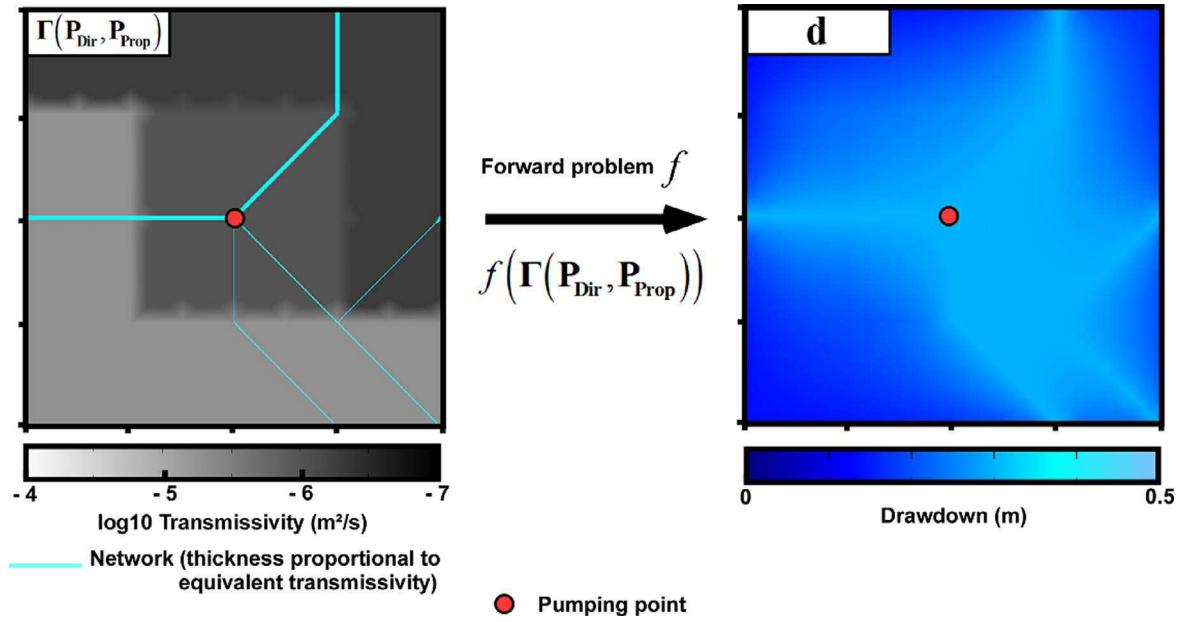 Γ(P_Dir, P_Prop)
d
Forward problem f
f(Γ(P_Dir, P_Prop))
- 4 - 5 - 6 - 7
log10 Transmissivity (m²/s)
0 0.5
Drawdown (m)
Network (thickness proportional to
equivalent transmissivity)
Pumping point